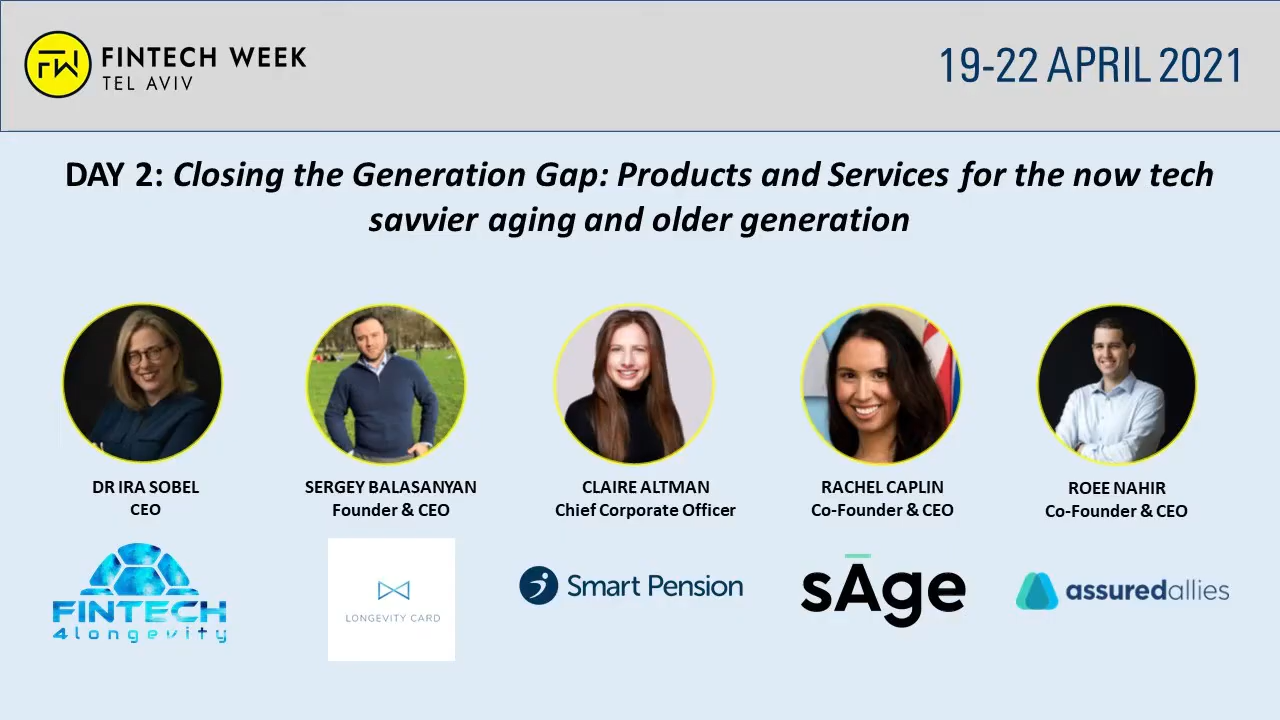 FINTECH WEEK
TEL AVIV
19-22 APRIL 2021
DAY 2: Closing the Generation Gap: Products and Services for the now tech
savvier aging and older generation
DR IRA SOBEL
CEO
FINTECH
4longevity
SERGEY BALASANYAN
Founder & CEO
LONGEVITY CARD
CLAIRE ALTMAN
Chief Corporate Officer
Smart Pension
RACHEL CAPLIN
Co-Founder & CEO
sĀge
ROEE NAHIR
Co-Founder & CEO
assuredallies